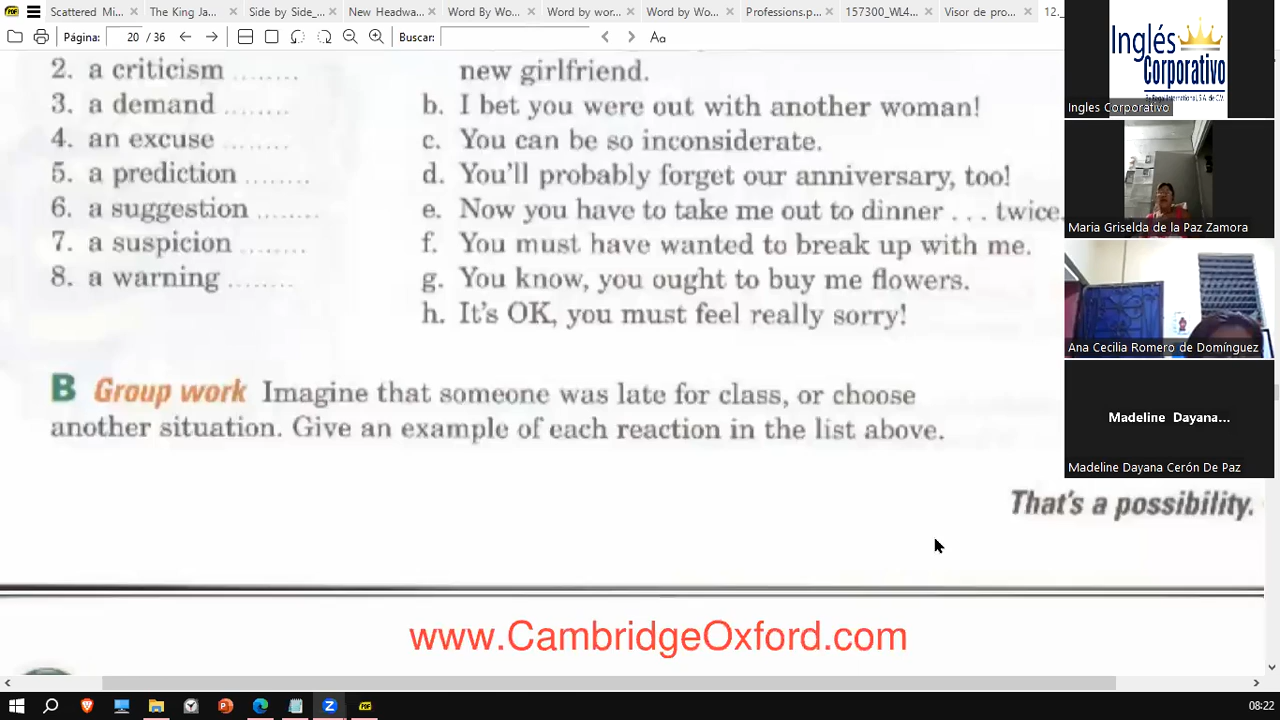 Scattered Mi...
The King Ja...
Side by Side_...
New Headwa...
Word By Wo...
Word by wor...
Word by Wo...
Professions.p...
157300_WL4...
Visor de pro...
12._
Página: 20 / 36
Buscar:
Aa
2. a criticism ........
new girlfriend.
3. a demand ........
b. I bet you were out with another woman!
4. an excuse ........
c. You can be so inconsiderate.
5. a prediction ........
d. You'll probably forget our anniversary, too!
6. a suggestion ........
e. Now you have to take me out to dinner . . . twice.
7. a suspicion ........
f. You must have wanted to break up with me.
8. a warning ........
g. You know, you ought to buy me flowers.
h. It's OK, you must feel really sorry!
B Group work Imagine that someone was late for class, or choose
another situation. Give an example of each reaction in the list above.
That's a possibility.
www.CambridgeOxford.com
Inglés
Corporativo
Ingles Corporativo
Maria Griselda de la Paz Zamora
Ana Cecilia Romero de Domínguez
Madeline Dayana...
Madeline Dayana Cerón De Paz
08:22